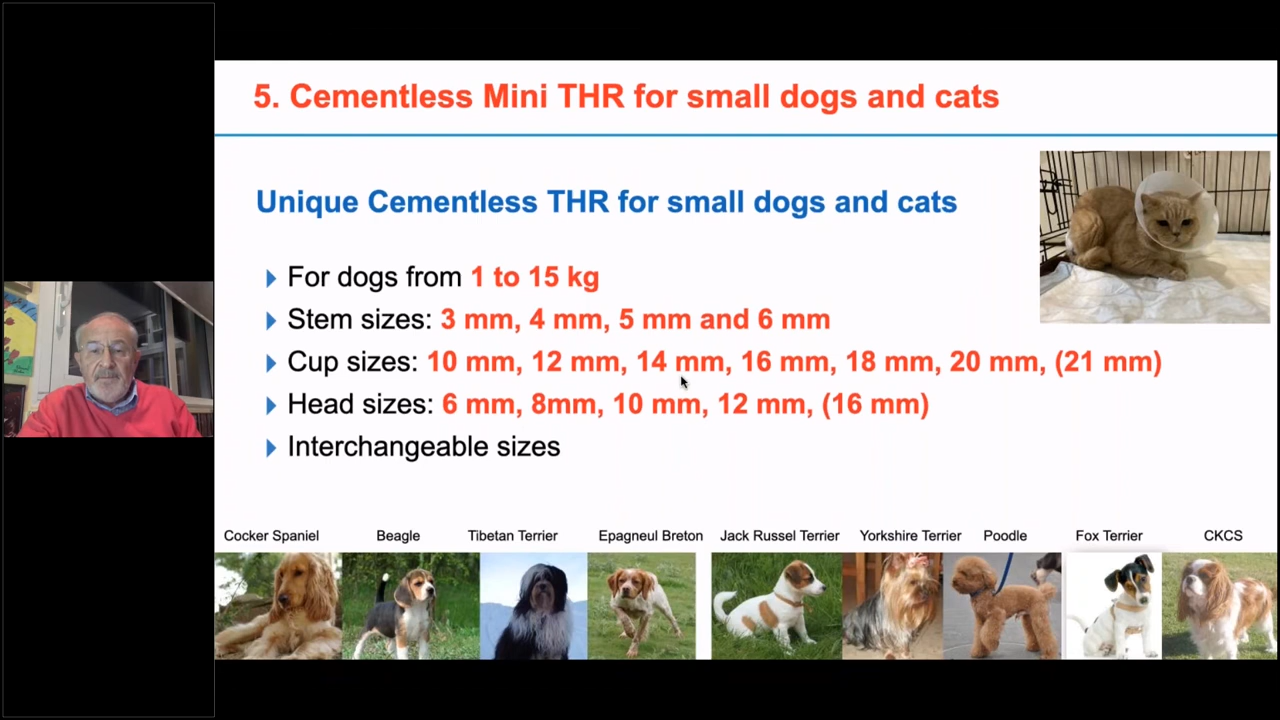 5. Cementless Mini THR for small dogs and cats
Unique Cementless THR for small dogs and cats
For dogs from 1 to 15 kg
Stem sizes: 3 mm, 4 mm, 5 mm and 6 mm
Cup sizes: 10 mm, 12 mm, 14 mm, 16 mm, 18 mm, 20 mm, (21 mm)
Head sizes: 6 mm, 8mm, 10 mm, 12 mm, (16 mm)
Interchangeable sizes
Cocker Spaniel Beagle Tibetan Terrier Epagneul Breton Jack Russel Terrier Yorkshire Terrier Poodle Fox Terrier CKCS